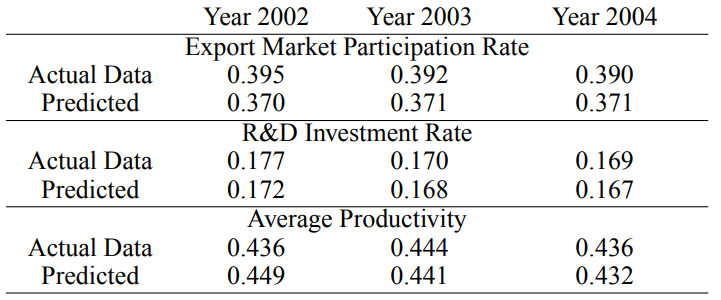 Year 2002 Year 2003 Year 2004
Export Market Participation Rate
Actual Data 0.395 0.392 0.390
Predicted 0.370 0.371 0.371
R&D Investment Rate
Actual Data 0.177 0.170 0.169
Predicted 0.172 0.168 0.167
Average Productivity
Actual Data 0.436 0.444 0.436
Predicted 0.449 0.441 0.432